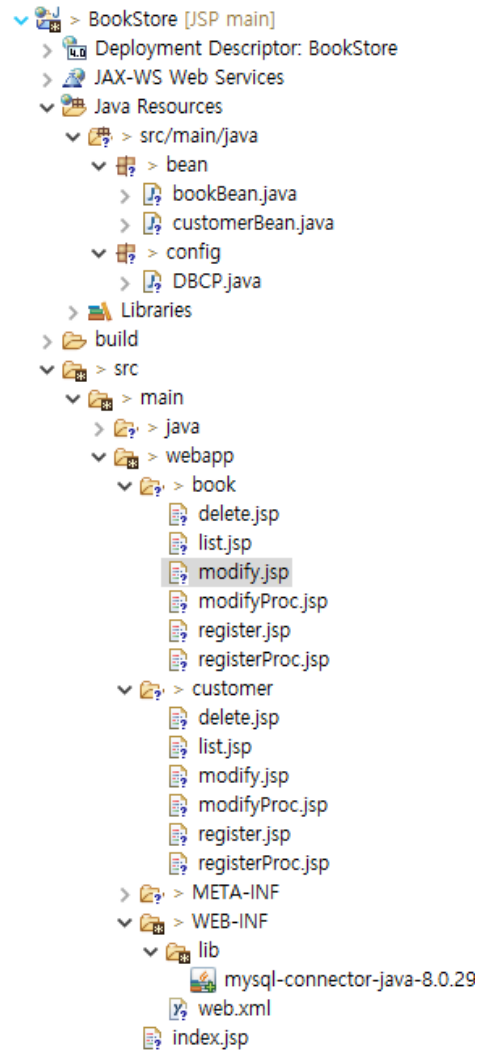 > BookStore [JSP main]
Deployment Descriptor: BookStore
JAX-WS Web Services
Java Resources
> src/main/java
> bean
bookBean.java
customerBean.java
> config
DBCP.java
Libraries
build
> src
> main
> java
> webapp
> book
delete.jsp
list.jsp
modify.jsp
modifyProc.jsp
register.jsp
registerProc.jsp
> customer
delete.jsp
list.jsp
modify.jsp
modifyProc.jsp
register.jsp
registerProc.jsp
> META-INF
> WEB-INF
lib
mysql-connector-java-8.0.29
web.xml
index.jsp